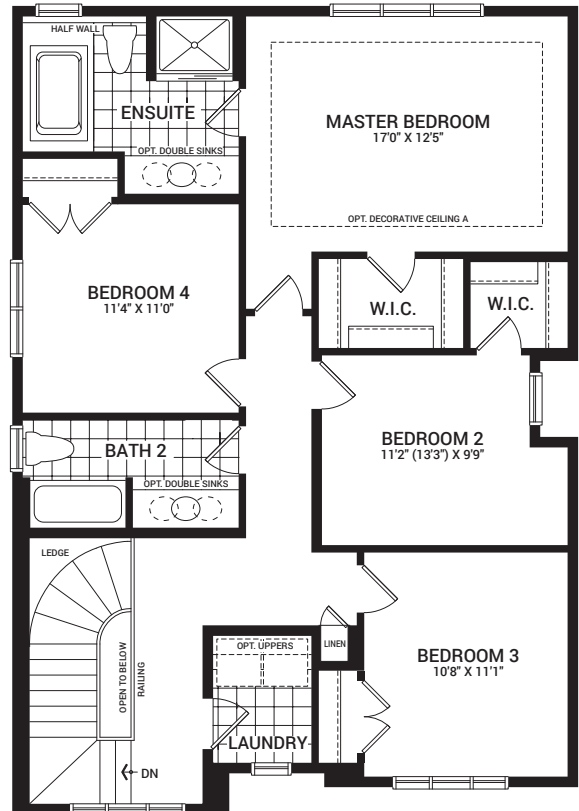 HALF WALL
ENSUITE
OPT. DOUBLE SINKS
MASTER BEDROOM
17'0" X 12'5"
OPT. DECORATIVE CEILING A
BEDROOM 4
11'4" X 11'0"
W.I.C.
W.I.C.
BATH 2
OPT. DOUBLE SINKS
BEDROOM 2
11'2" (13'3") X 9'9"
LEDGE
OPEN TO BELOW
RAILING
DN
OPT. UPPERS
LINEN
LAUNDRY
BEDROOM 3
10'8" X 11'1"